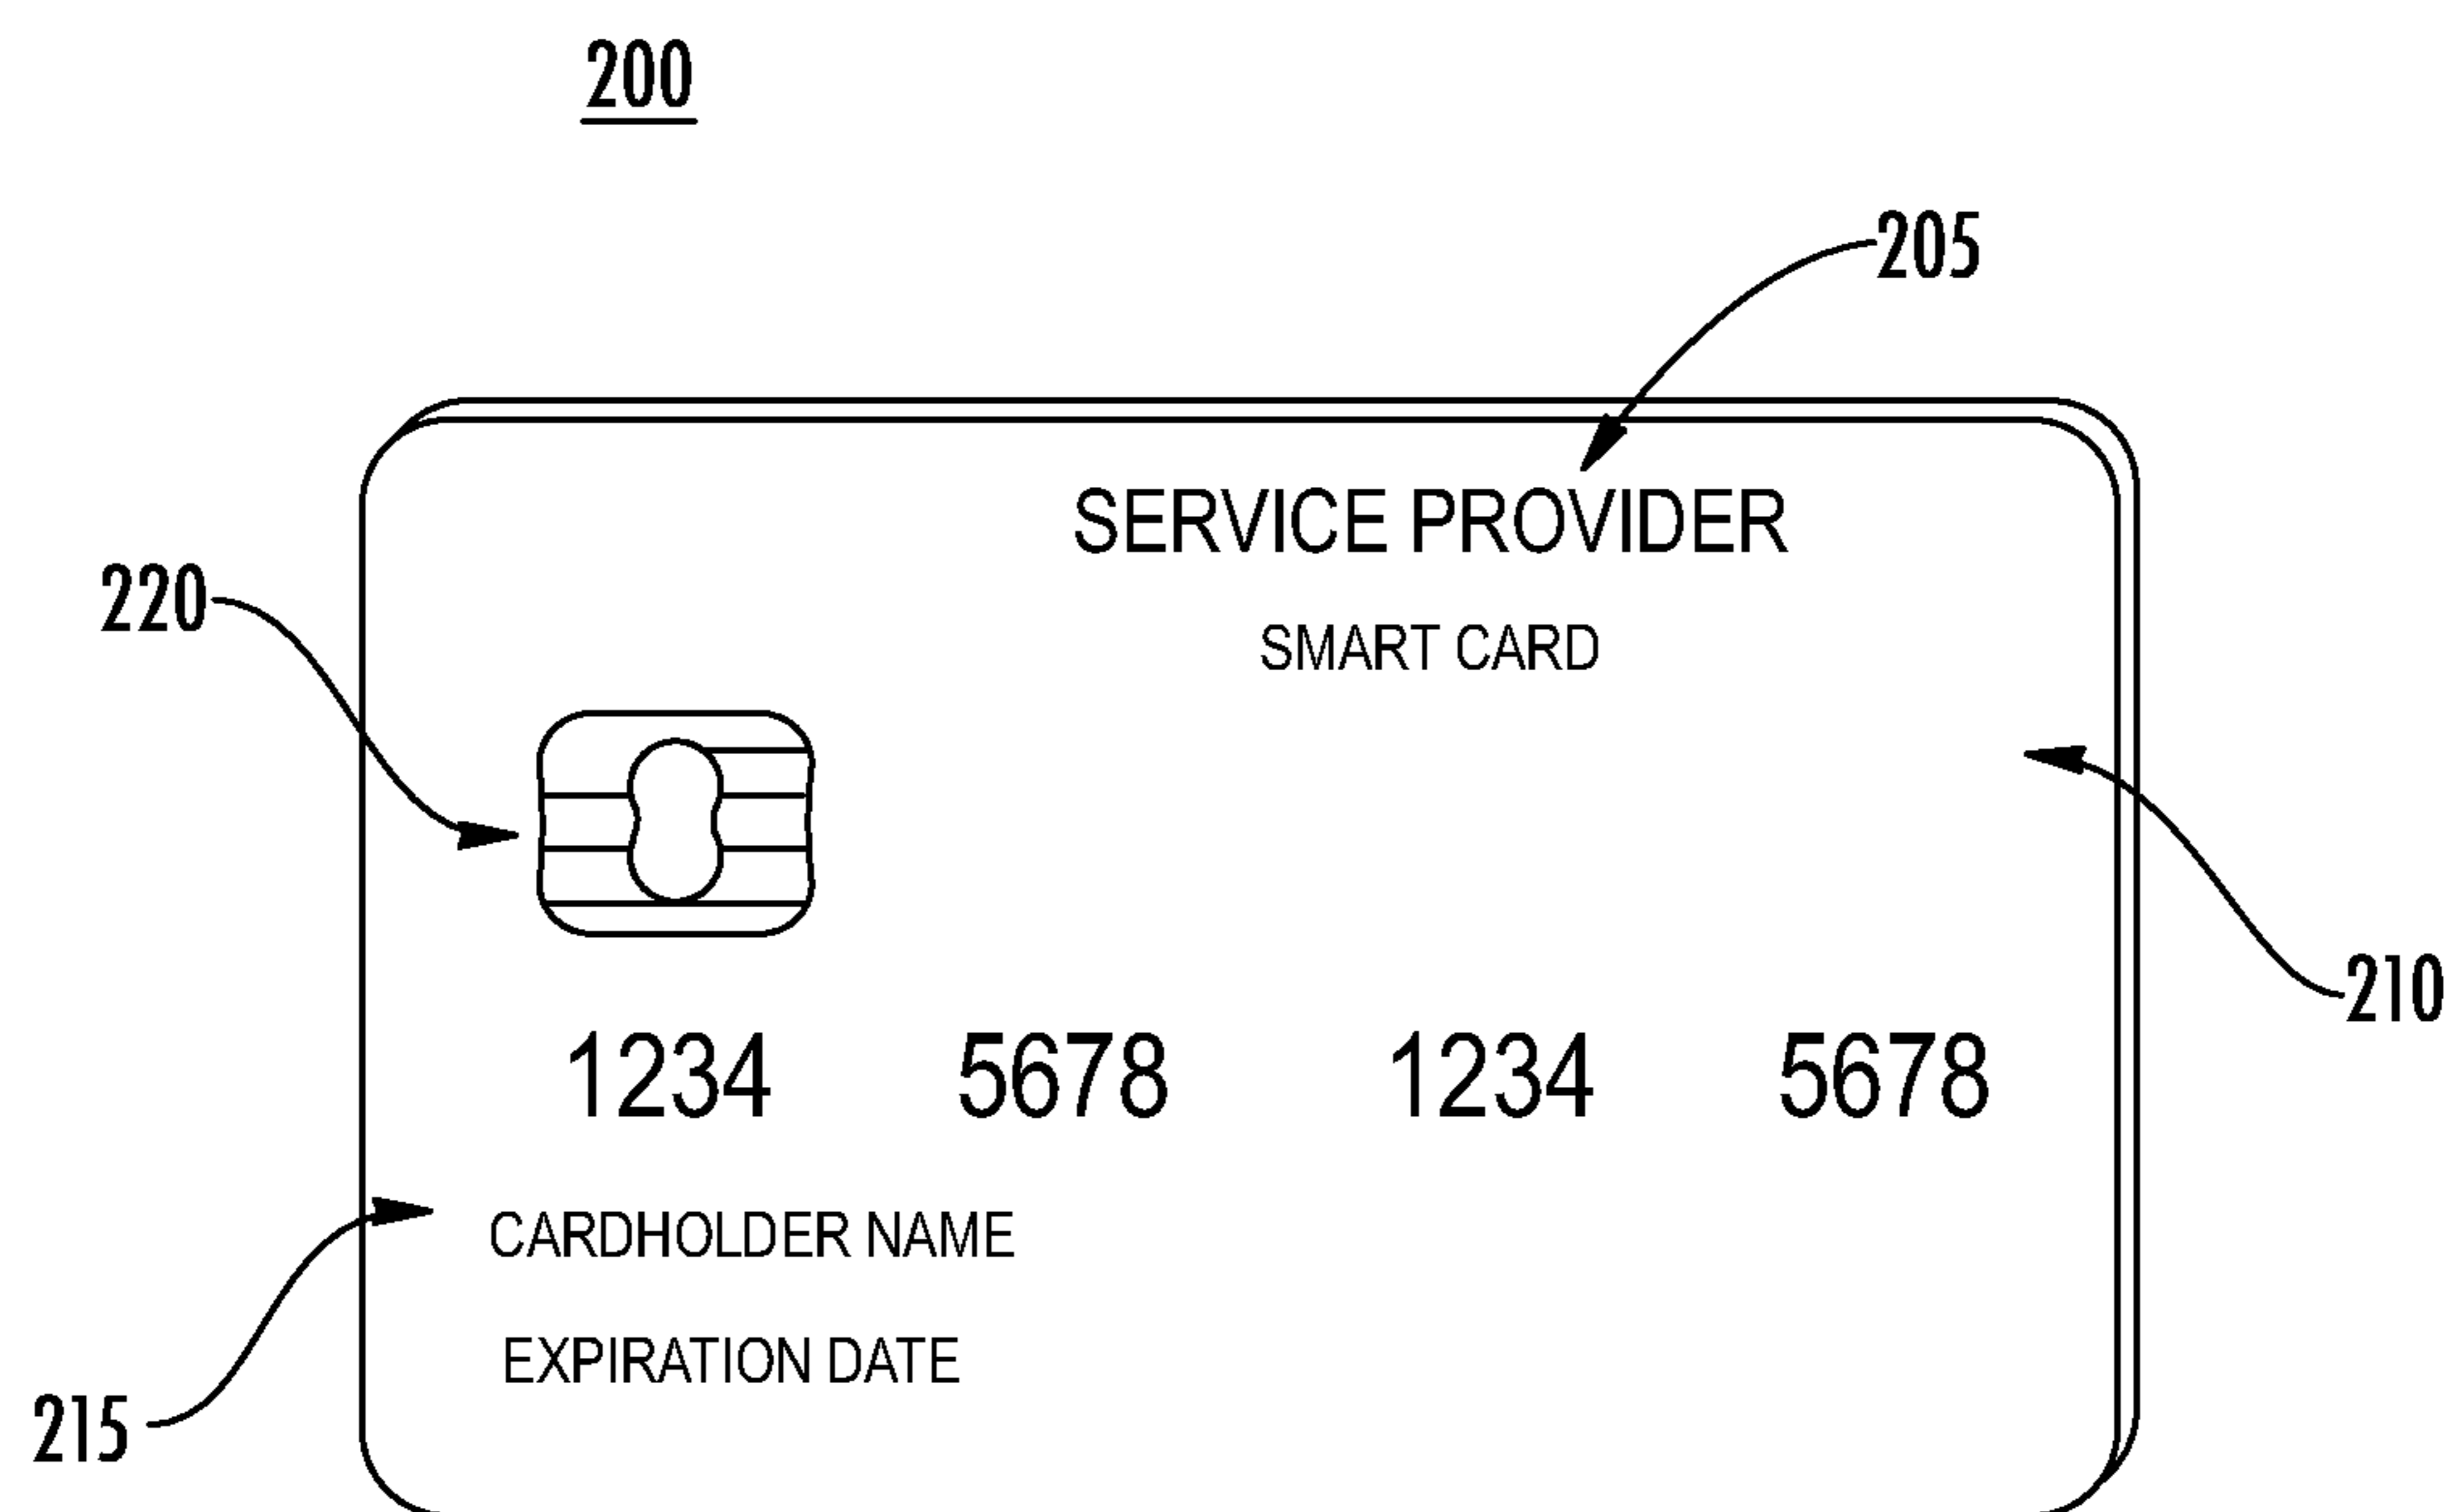 200
205
SERVICE PROVIDER
220
SMART CARD
210
1234 5678 1234 5678
CARDHOLDER NAME
EXPIRATION DATE
215